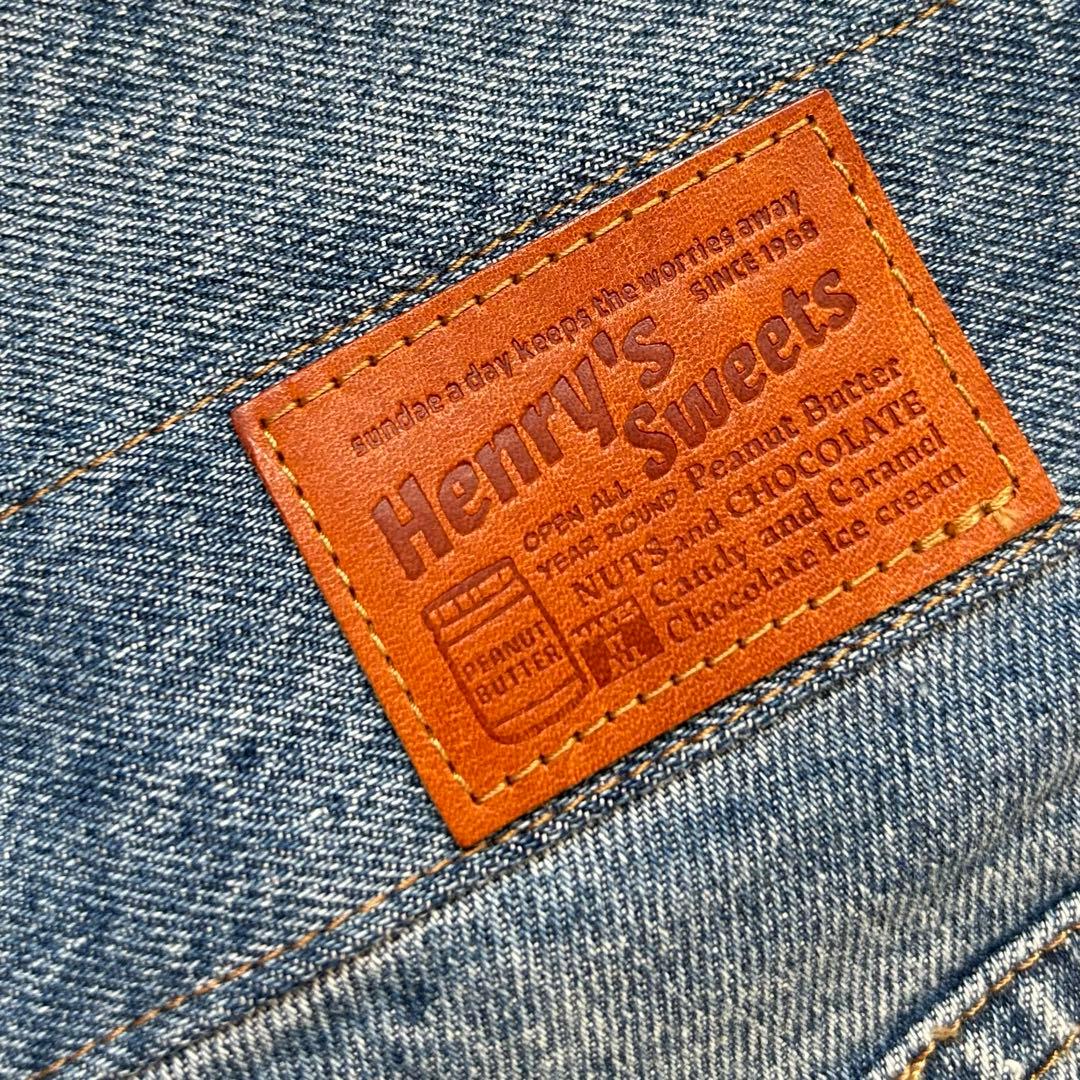 sundae a day keeps the worries away
SINCE 1968
Henry's
Sweets
OPEN ALL
YEAR ROUND
Peanut Butter
NUTS and CHOCOLATE
Candy and Caramel
Chocolate Ice cream
PEANUT
BUTTER